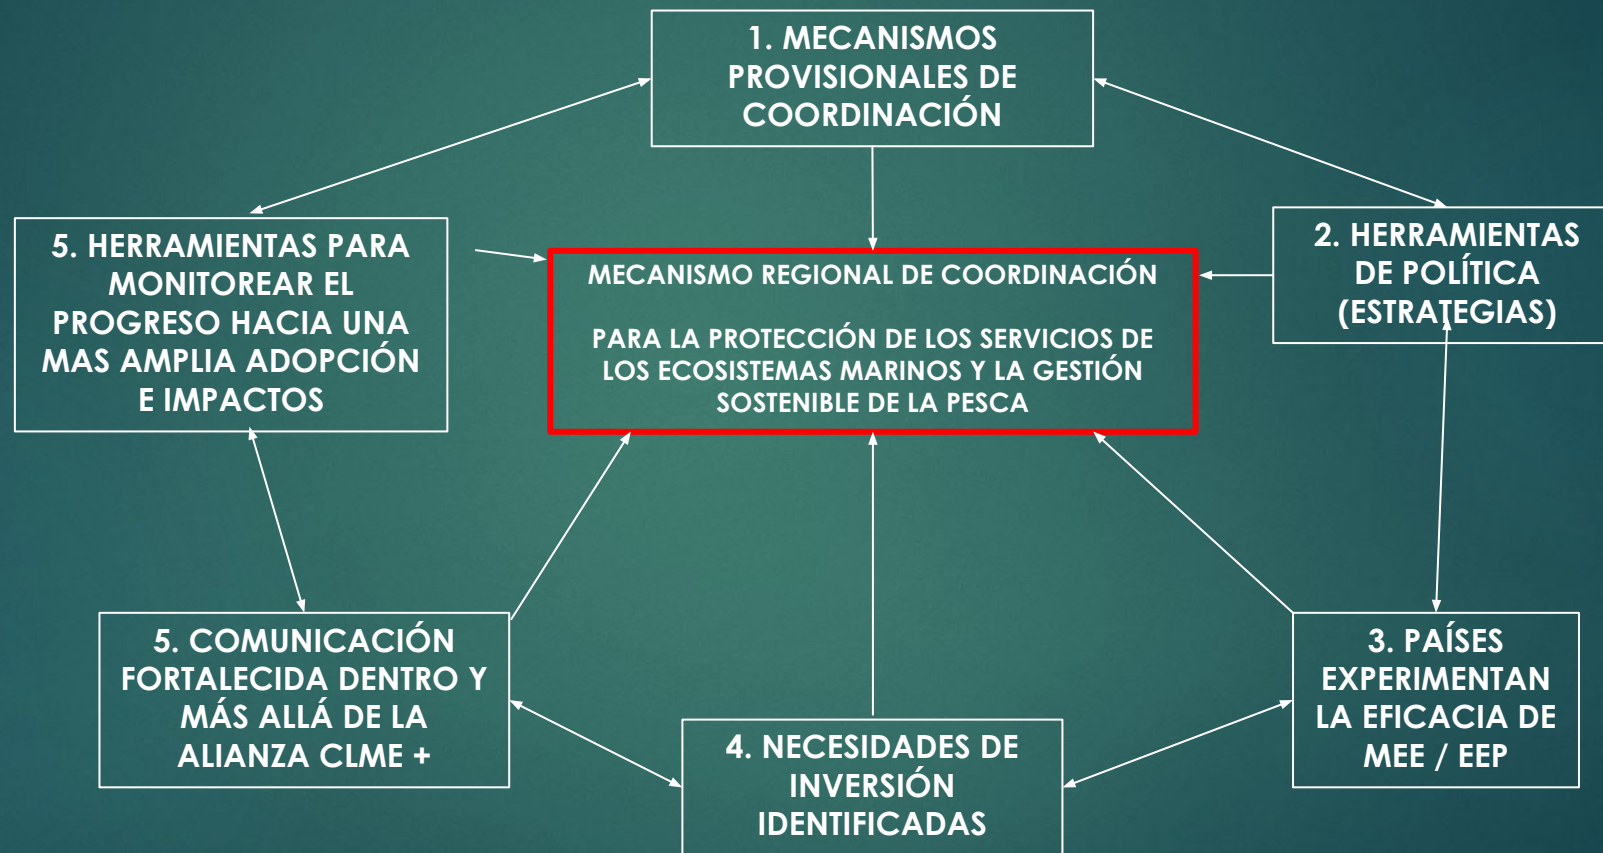 1. MECANISMOS
PROVISIONALES DE
COORDINACIÓN
5. HERRAMIENTAS PARA
MONITOREAR EL
PROGRESO HACIA UNA
MAS AMPLIA ADOPCIÓN
E IMPACTOS
MECANISMO REGIONAL DE COORDINACIÓN
PARA LA PROTECCIÓN DE LOS SERVICIOS DE
LOS ECOSISTEMAS MARINOS Y LA GESTIÓN
SOSTENIBLE DE LA PESCA
2. HERRAMIENTAS
DE POLÍTICA
(ESTRATEGIAS)
5. COMUNICACIÓN
FORTALECIDA DENTRO Y
MÁS ALLÁ DE LA
ALIANZA CLME +
4. NECESIDADES DE
INVERSIÓN
IDENTIFICADAS
3. PAÍSES
EXPERIMENTAN
LA EFICACIA DE
MEE / EEP